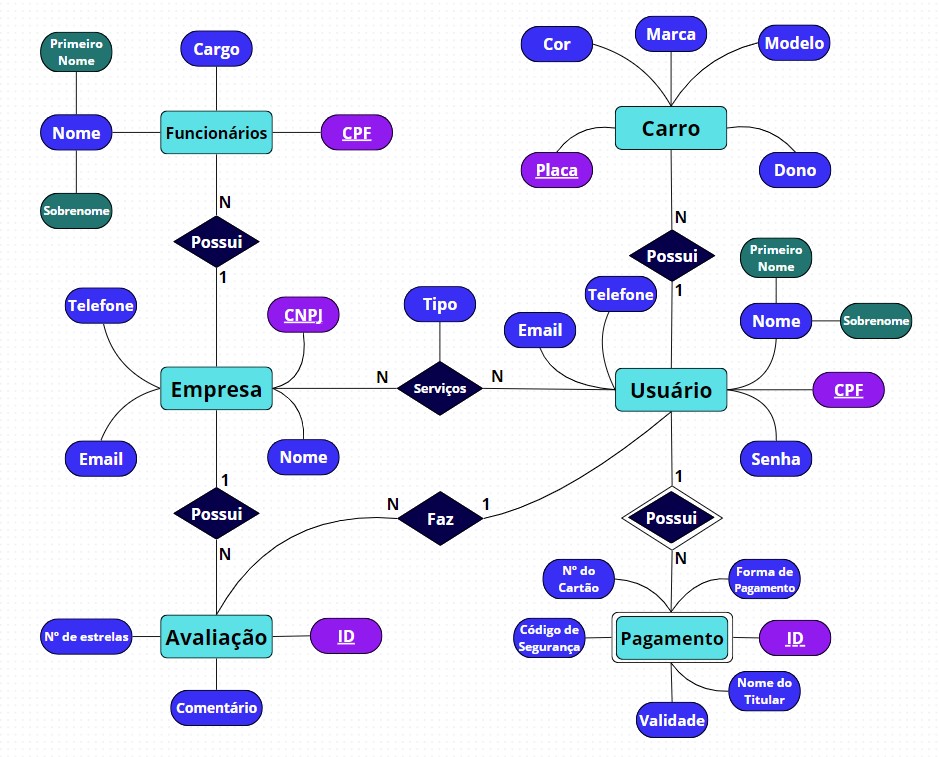 Primeiro
Nome
Cargo
Cor
Marca
Modelo
Nome
Funcionários
CPF
Carro
Placa
Dono
Sobrenome
N
Possui
1
N
Possui
1
Primeiro
Nome
Telefone
CNPJ
Tipo
Telefone
Email
Nome
Sobrenome
Empresa
N
Serviços
N
Usuário
CPF
Email
Nome
Senha
1
Possui
N
N
Faz
1
1
Possui
N
Nº do
Cartão
Forma de
Pagamento
Nº de estrelas
Avaliação
ID
Código de
Segurança
Pagamento
ID
Comentário
Nome do
Titular
Validade